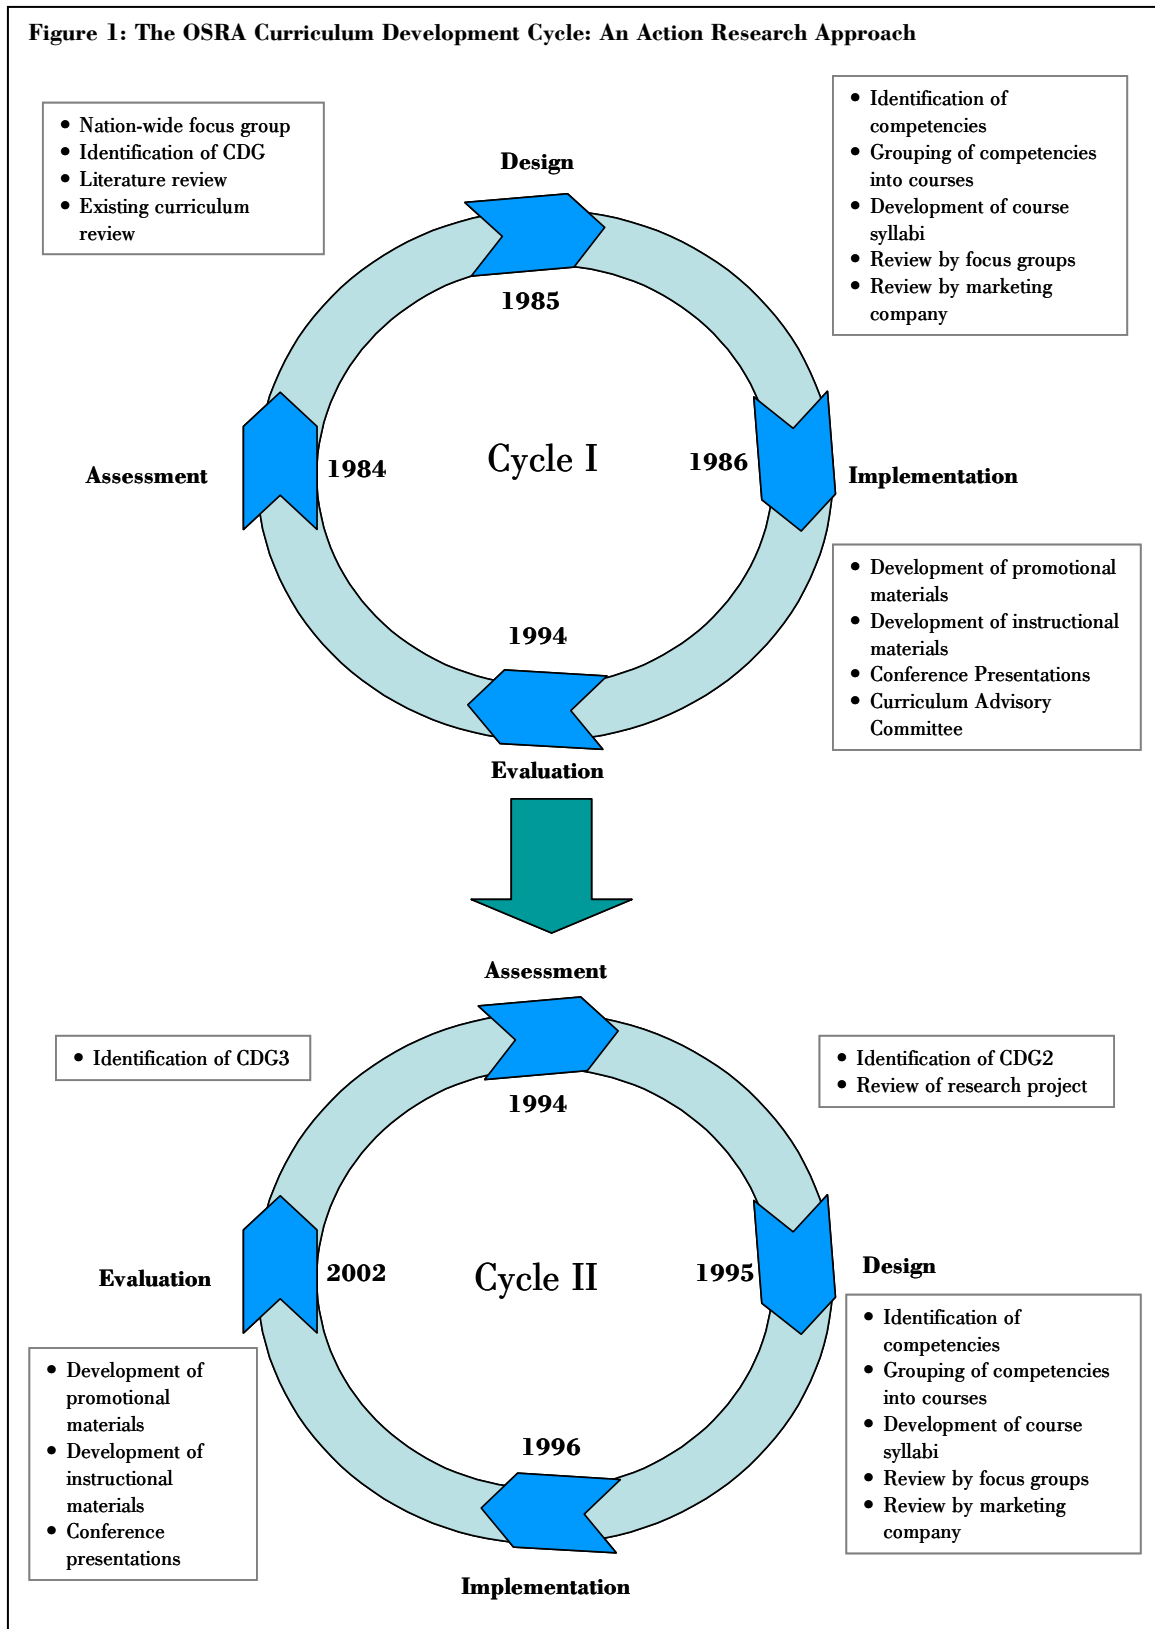 Figure 1: The OSRA Curriculum Development Cycle: An Action Research Approach
• Nation-wide focus group
• Identification of CDG
• Literature review
• Existing curriculum
review
Design
1985
• Identification of
competencies
• Grouping of competencies
into courses
• Development of course
syllabi
• Review by focus groups
• Review by marketing
company
Assessment
1984
Cycle I
1986
Implementation
• Development of promotional
materials
• Development of instructional
materials
• Conference Presentations
• Curriculum Advisory
Committee
1994
Evaluation
Assessment
1994
• Identification of CDG3
• Identification of CDG2
• Review of research project
Evaluation
2002
Cycle II
1995
Design
• Identification of
competencies
• Grouping of competencies
into courses
• Development of course
syllabi
• Review by focus groups
• Review by marketing
company
• Development of
promotional
materials
• Development of
instructional
materials
• Conference
presentations
1996
Implementation